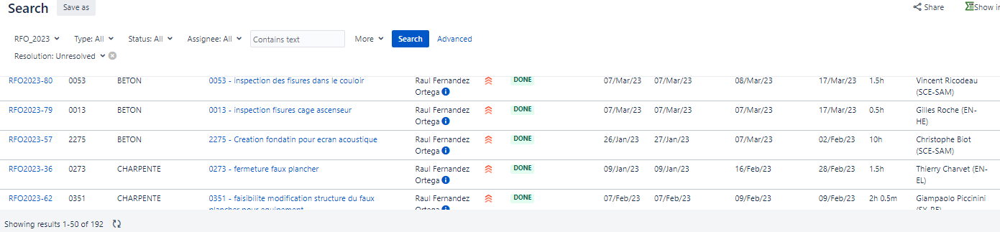 Search Save as Share Show in
RFO_2023 Type: All Status: All Assignee: All Contains text More Search Advanced
Resolution: Unresolved
RFO2023-80 0053 BETON 0053 - inspection des fisures dans le couloir Raul Fernandez DONE 07/Mar/23 07/Mar/23 08/Mar/23 17/Mar/23 1.5h Vincent Ricodeau
Ortega (SCE-SAM)
RFO2023-79 0013 BETON 0013 - inspection fisures cage ascenseur Raul Fernandez DONE 07/Mar/23 07/Mar/23 07/Mar/23 17/Mar/23 0.5h Gilles Roche (EN-
Ortega HE)
RFO2023-57 2275 BETON 2275 - Creation fondatin pour ecran acoustique Raul Fernandez DONE 26/Jan/23 27/Jan/23 07/Mar/23 02/Feb/23 10h Christophe Biot
Ortega (SCE-SAM)
RFO2023-36 0273 CHARPENTE 0273 - fermeture faux plancher Raul Fernandez DONE 09/Jan/23 09/Jan/23 16/Feb/23 28/Feb/23 1.5h Thierry Charvet (EN-
Ortega EL)
RFO2023-62 0351 CHARPENTE 0351 - faisibilite modification structure du faux Raul Fernandez DONE 07/Feb/23 07/Feb/23 09/Feb/23 09/Feb/23 2h 0.5m Giampaolo Piccinini
plancher pour equipement Ortega
Showing results 1-50 of 192